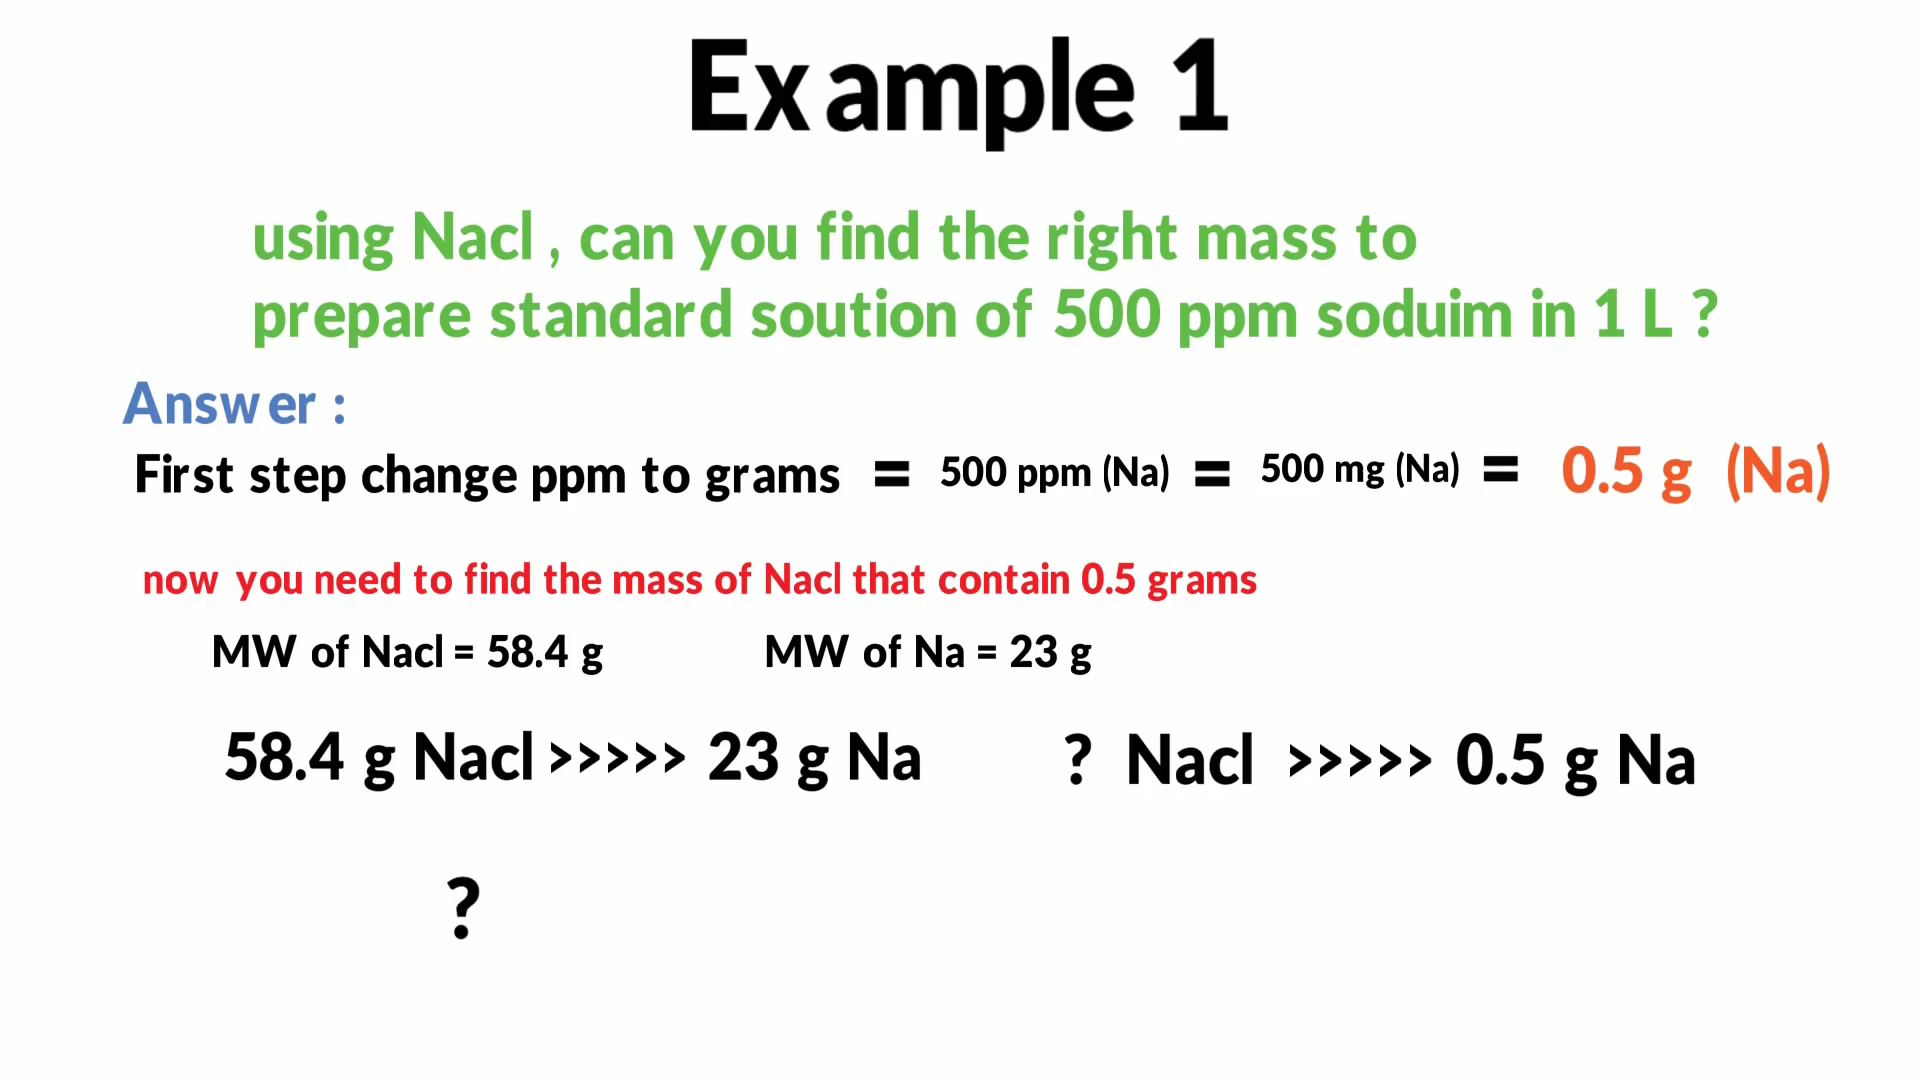 Example 1
using Nacl , can you find the right mass to
prepare standard soution of 500 ppm soduim in 1 L ?
Answer :
First step change ppm to grams = 500 ppm (Na) = 500 mg (Na) = 0.5 g (Na)
now you need to find the mass of Nacl that contain 0.5 grams
MW of Nacl = 58.4 g MW of Na = 23 g
58.4 g Nacl >>>>> 23 g Na ? Nacl >>>>> 0.5 g Na
?